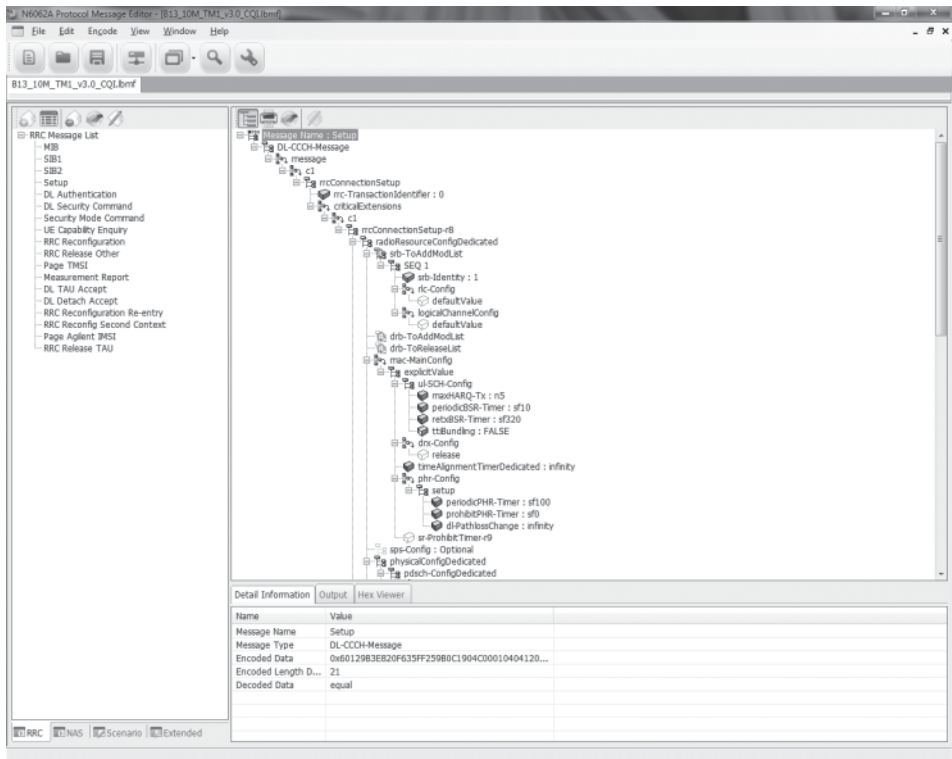 N6062A Protocol Message Editor - [B13_10M_TM1_v3.0_CQI.lbmf]
File Edit Encode View Window Help
B13_10M_TM1_v3.0_CQI.lbmf
RRC Message List
MIB
SIB1
SIB2
Setup
DL Authentication
DL Security Command
Security Mode Command
UE Capability Enquiry
RRC Reconfiguration
RRC Release Other
Page TMSI
Measurement Report
DL TAU Accept
DL Detach Accept
RRC Reconfiguration Re-entry
RRC Reconfig Second Context
Page Agilent IMSI
RRC Release TAU
RRC NAS Scenario Extended
Message Name : Setup
DL-CCCH-Message
message
c1
rrcConnectionSetup
rrc-TransactionIdentifier : 0
criticalExtensions
c1
rrcConnectionSetup-r8
radioResourceConfigDedicated
srb-ToAddModList
SEQ 1
srb-Identity : 1
rlc-Config
defaultValue
logicalChannelConfig
defaultValue
drb-ToAddModList
drb-ToReleaseList
mac-MainConfig
explicitValue
ul-SCH-Config
maxHARQ-Tx : n5
periodicBSR-Timer : sf10
retxBSR-Timer : sf320
ttiBundling : FALSE
drx-Config
release
timeAlignmentTimerDedicated : infinity
phr-Config
setup
periodicPHR-Timer : sf100
prohibitPHR-Timer : sf0
dl-PathlossChange : infinity
sr-ProhibitTimer-r9
sps-Config : Optional
physicalConfigDedicated
pdsch-ConfigDedicated
Detail Information Output Hex Viewer
Name Value
Message Name Setup
Message Type DL-CCCH-Message
Encoded Data 0x60129B3EB20F635FF259B0C1904C00010404120...
Encoded Length D... 21
Decoded Data equal